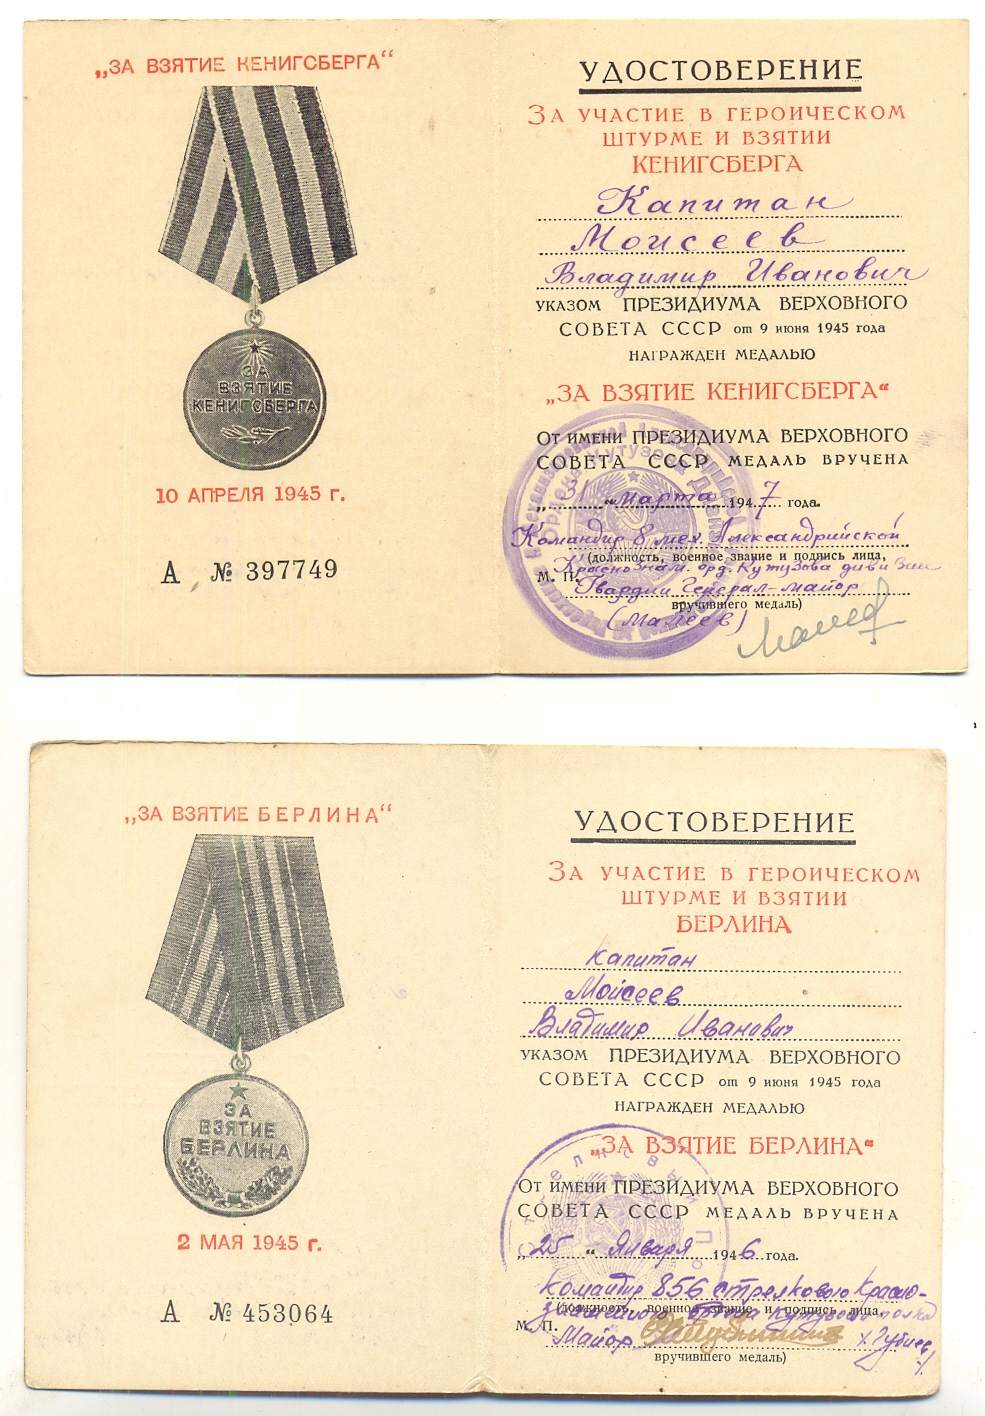 „ЗА ВЗЯТИЕ КЕНИГСБЕРГА“
ЗА
ВЗЯТИЕ
КЕНИГСБЕРГА
10 АПРЕЛЯ 1945 г.
А № 397749
УДОСТОВЕРЕНИЕ
ЗА УЧАСТИЕ В ГЕРОИЧЕСКОМ
ШТУРМЕ И ВЗЯТИИ
КЕНИГСБЕРГА
Капитан
Моисеев
Владимир Иванович
УКАЗОМ ПРЕЗИДИУМА ВЕРХОВНОГО
СОВЕТА СССР от 9 июня 1945 года
НАГРАЖДЕН МЕДАЛЬЮ
„ЗА ВЗЯТИЕ КЕНИГСБЕРГА“
ОТ ИМЕНИ ПРЕЗИДИУМА ВЕРХОВНОГО
СОВЕТА СССР МЕДАЛЬ ВРУЧЕНА
„31“ марта 1947 года.
Командир 8 мех. Александрийской
(должность, военное звание и подпись лица,
Краснознам. орд. Кутузова дивизии
М. П. Гвардии Генерал-майор
вручившего медаль)
(Малеев)
„ЗА ВЗЯТИЕ БЕРЛИНА“
ЗА
ВЗЯТИЕ
БЕРЛИНА
2 МАЯ 1945 г.
А № 453064
УДОСТОВЕРЕНИЕ
ЗА УЧАСТИЕ В ГЕРОИЧЕСКОМ
ШТУРМЕ И ВЗЯТИИ
БЕРЛИНА
капитан
Моисеев
Владимир Иванович
УКАЗОМ ПРЕЗИДИУМА ВЕРХОВНОГО
СОВЕТА СССР от 9 июня 1945 года
НАГРАЖДЕН МЕДАЛЬЮ
„ЗА ВЗЯТИЕ БЕРЛИНА“
ОТ ИМЕНИ ПРЕЗИДИУМА ВЕРХОВНОГО
СОВЕТА СССР МЕДАЛЬ ВРУЧЕНА
„25“ Января 1946 года.
Командир 856 стрелкового Красно-
знаменного ордена Кутузова полка
(должность, военное звание и подпись лица,
М. П. Майор
вручившего медаль)